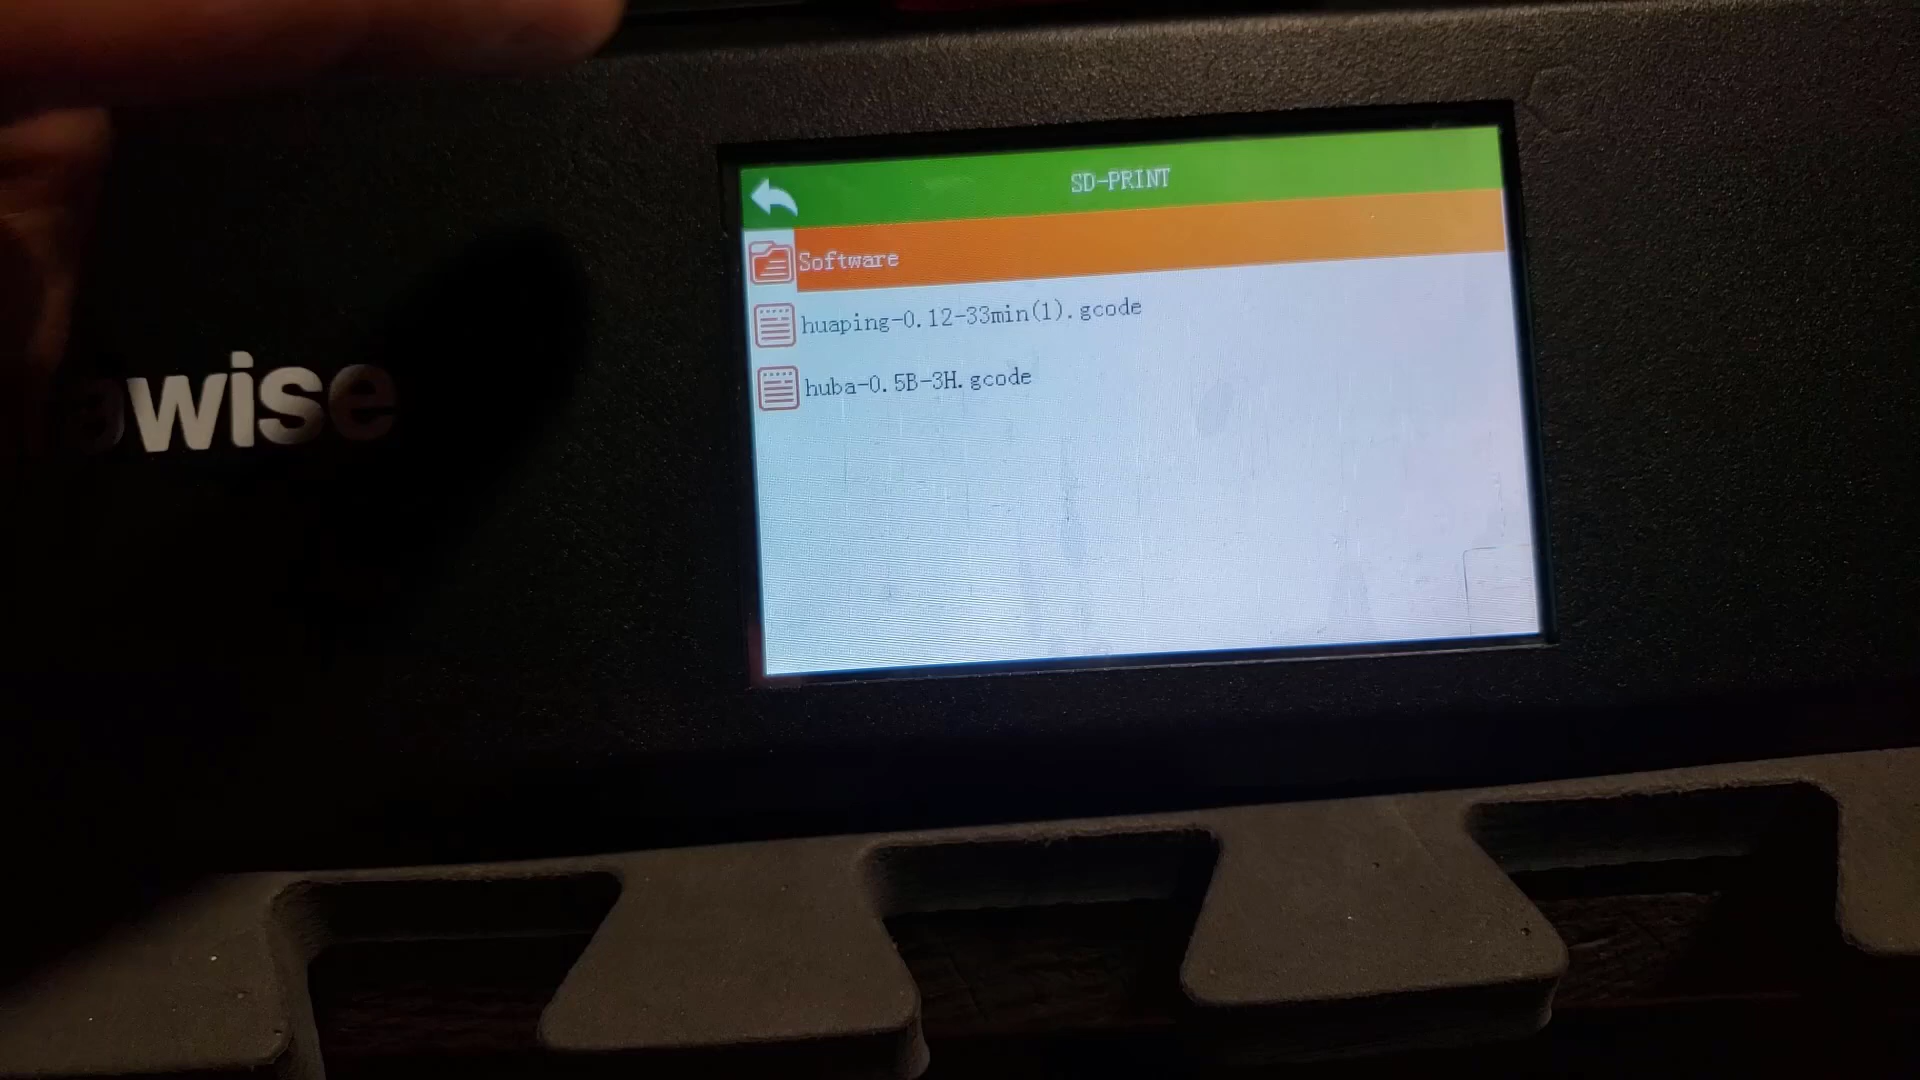 SD-PRINT
Software
huaping-0.12-33min(1).gcode
huba-0.5B-3H.gcode
wise